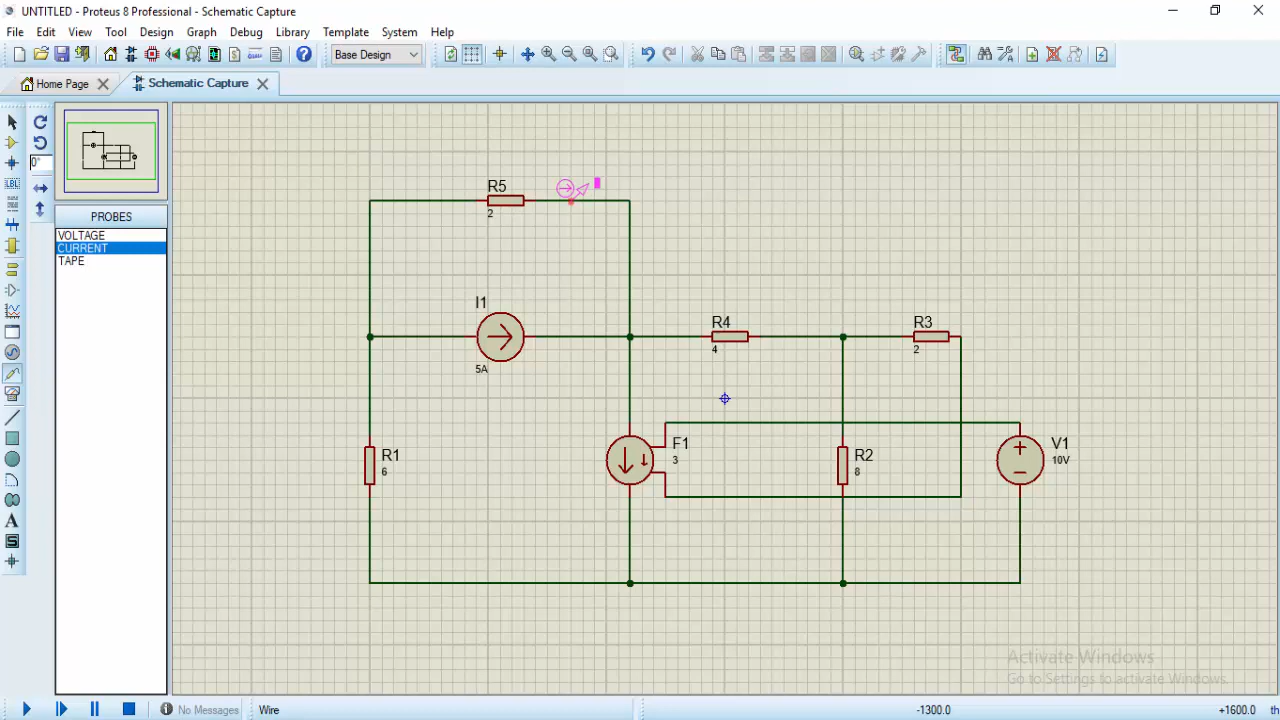 UNTITLED - Proteus 8 Professional - Schematic Capture
File Edit View Tool Design Graph Debug Library Template System Help
Base Design
Home Page Schematic Capture
0°
LBL
PROBES
VOLTAGE
CURRENT
TAPE
A
S
R5
2
I1
5A
R4
4
R3
2
R1
6
F1
3
R2
8
V1
10V
Activate Windows
Go to Settings to activate Windows.
No Messages Wire -1300.0 +1600.0 th